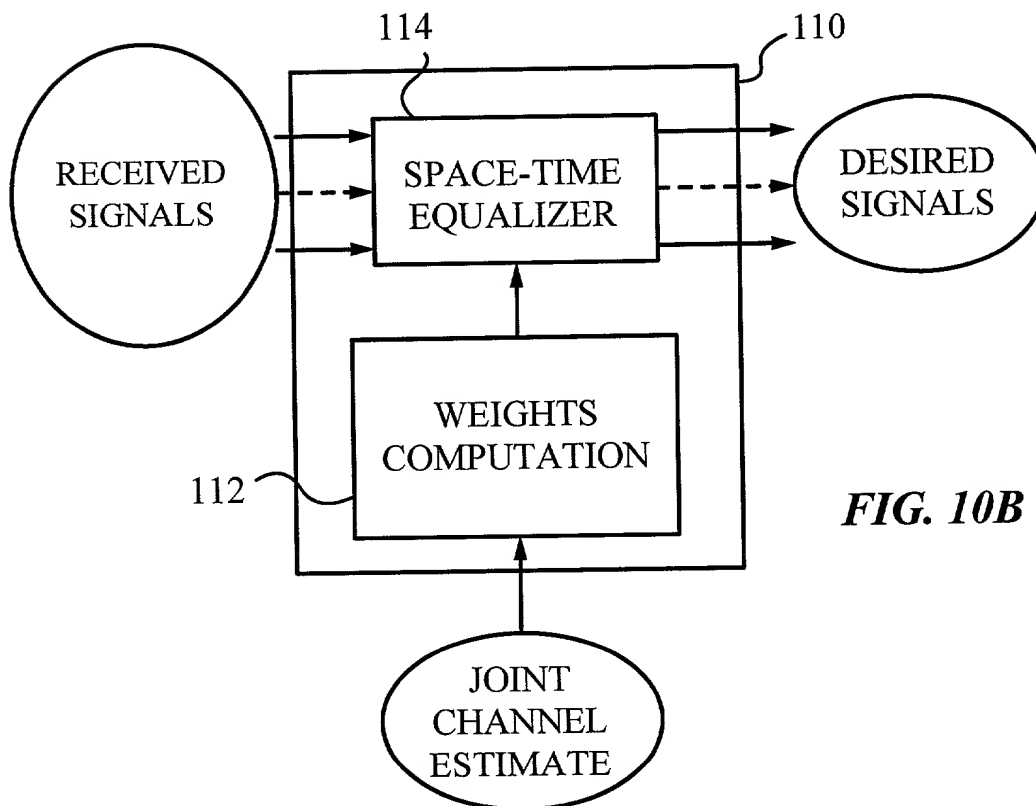 114
110
RECEIVED
SIGNALS
SPACE-TIME
EQUALIZER
DESIRED
SIGNALS
WEIGHTS
COMPUTATION
112
FIG. 10B
JOINT
CHANNEL
ESTIMATE